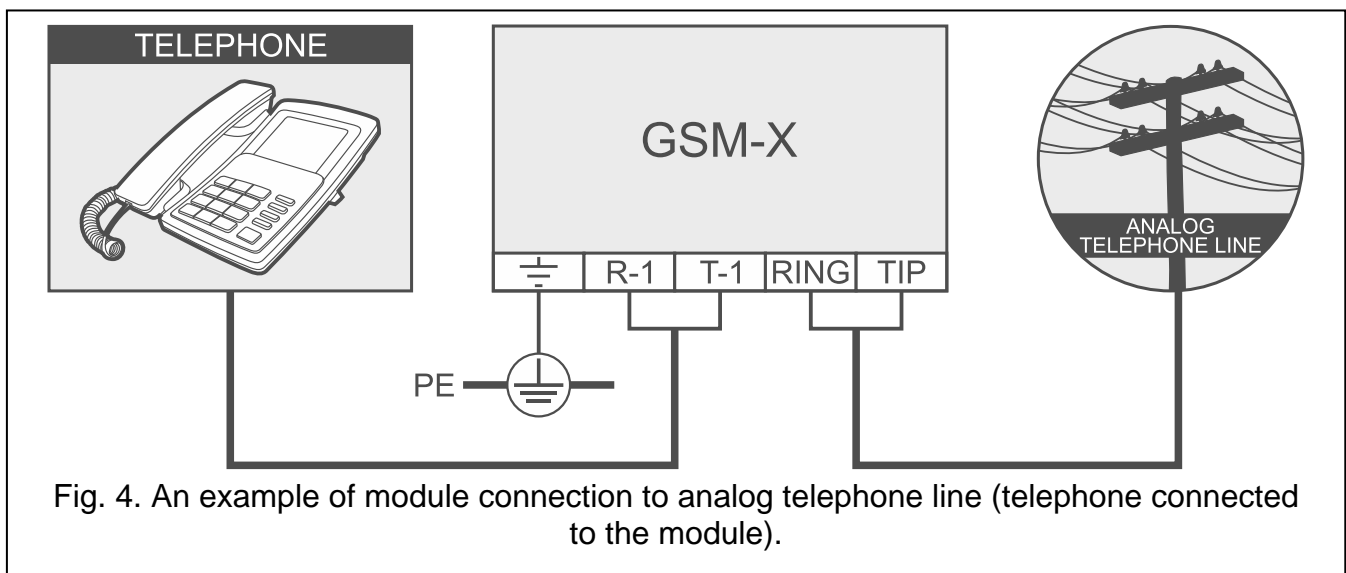 TELEPHONE
GSM-X
R-1 T-1 RING TIP
PE
ANALOG
TELEPHONE LINE
Fig. 4. An example of module connection to analog telephone line (telephone connected
to the module).